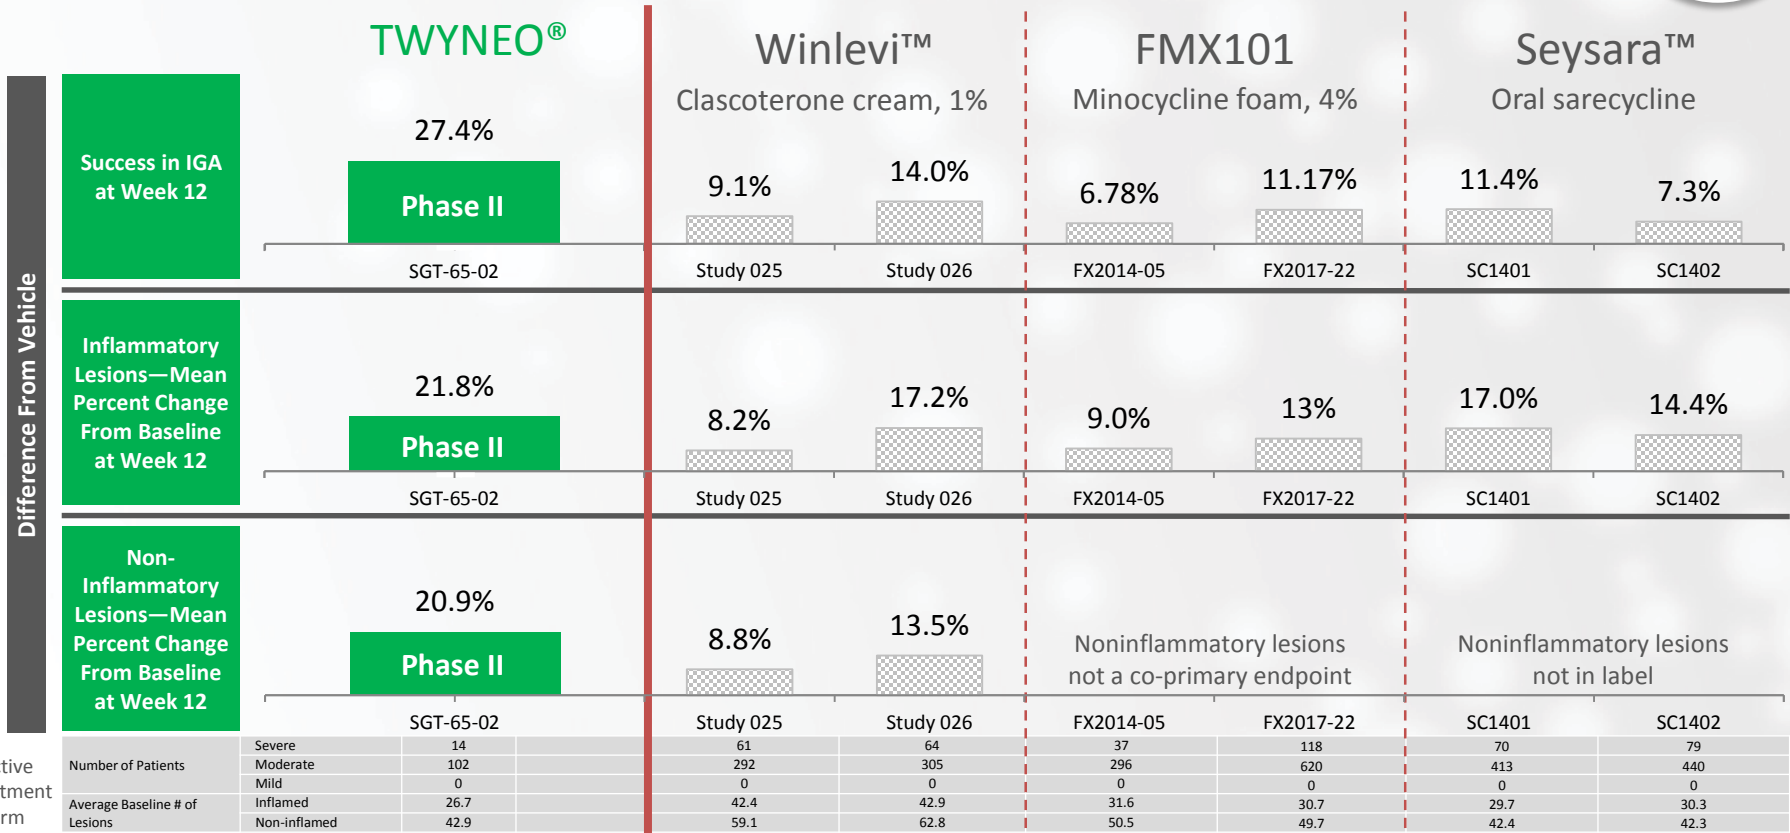 TWYNEO®
Winlevi™
Clascoterone cream, 1%
FMX101
Minocycline foam, 4%
Seysara™
Oral sarecycline
Difference From Vehicle
Success in IGA
at Week 12
27.4%
Phase II
9.1%
14.0%
6.78%
11.17%
11.4%
7.3%
SGT-65-02
Study 025
Study 026
FX2014-05
FX2017-22
SC1401
SC1402
Inflammatory
Lesions—Mean
Percent Change
From Baseline
at Week 12
21.8%
Phase II
8.2%
17.2%
9.0%
13%
17.0%
14.4%
SGT-65-02
Study 025
Study 026
FX2014-05
FX2017-22
SC1401
SC1402
Non-
Inflammatory
Lesions—Mean
Percent Change
From Baseline
at Week 12
20.9%
Phase II
8.8%
13.5%
Noninflammatory lesions
not a co-primary endpoint
Noninflammatory lesions
not in label
SGT-65-02
Study 025
Study 026
FX2014-05
FX2017-22
SC1401
SC1402
Number of Patients
Severe 14 61 64 37 118 70 79
Moderate 102 292 305 296 620 413 440
Mild 0 0 0 0 0 0 0
Average Baseline # of
Lesions
Inflamed 26.7 42.4 42.9 31.6 30.7 29.7 30.3
Non-inflamed 42.9 59.1 62.8 50.5 49.7 42.4 42.3